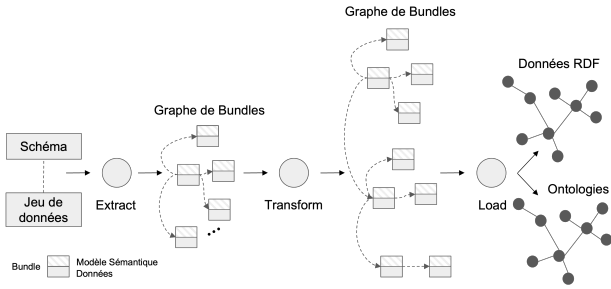 Graphe de Bundles
Données RDF
Graphe de Bundles
Schéma
Jeu de
données
Extract
Transform
Load
Ontologies
Bundle
Modèle Sémantique
Données